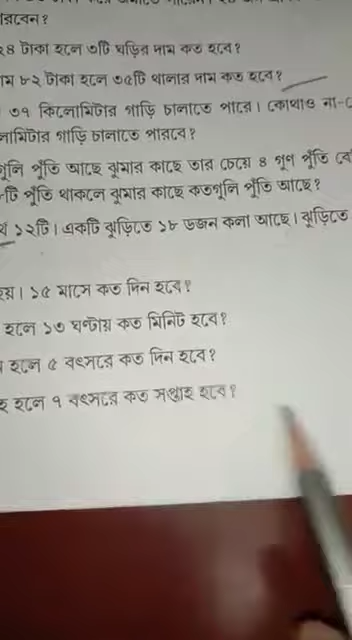 রবেন?
২৪ টাকা হলে ৩টি ঘড়ির দাম কত হবে?
ম ৮২ টাকা হলে ৩৫টি থালার দাম কত হবে?
৩৭ কিলোমিটার গাড়ি চালাতে পারে। কোথাও না-
লোমিটার গাড়ি চালাতে পারবে?
গুলি পুঁতি আছে ঝুমার কাছে তার চেয়ে ৪ গুণ পুঁতি বে
টি পুঁতি থাকলে ঝুমার কাছে কতগুলি পুঁতি আছে?
১২টি। একটি ঝুড়িতে ১৮ ডজন কলা আছে। ঝুড়িতে
হয়। ১৫ মাসে কত দিন হবে?
হলে ১৩ ঘণ্টায় কত মিনিট হবে?
হলে ৫ বৎসরে কত দিন হবে?
হ হলে ৭ বৎসরে কত সপ্তাহ হবে?